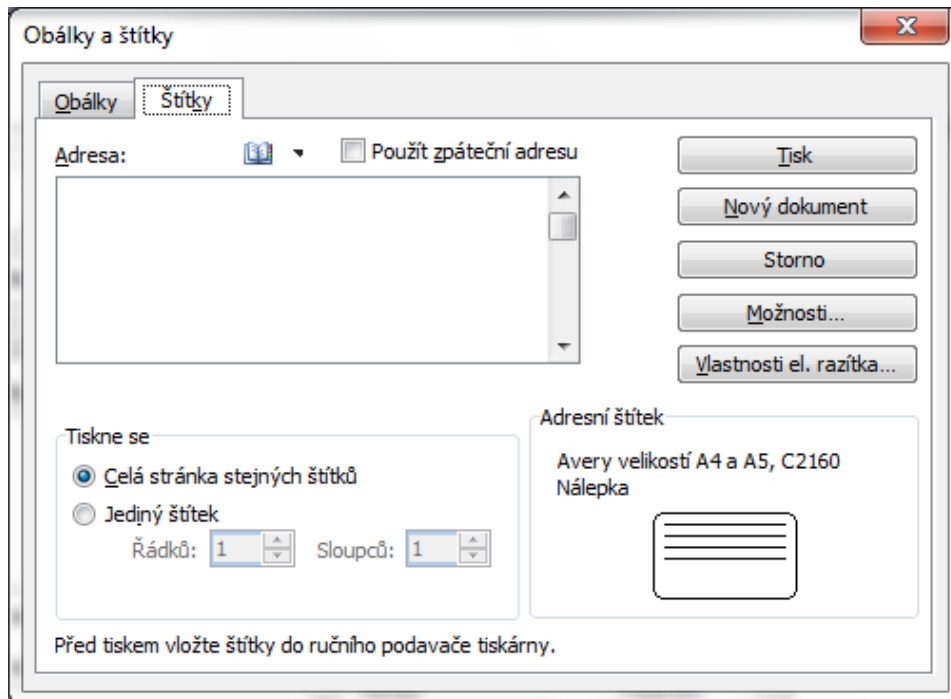 Obálky a štítky
Obálky
Štítky
Adresa:
Použít zpáteční adresu
Tisk
Nový dokument
Storno
Možnosti...
Vlastnosti el. razítka...
Tiskne se
Celá stránka stejných štítků
Jediný štítek
Řádků: 1 Sloupců: 1
Adresní štítek
Avery velikostí A4 a A5, C2160
Nálepka
Před tiskem vložte štítky do ručního podavače tiskárny.